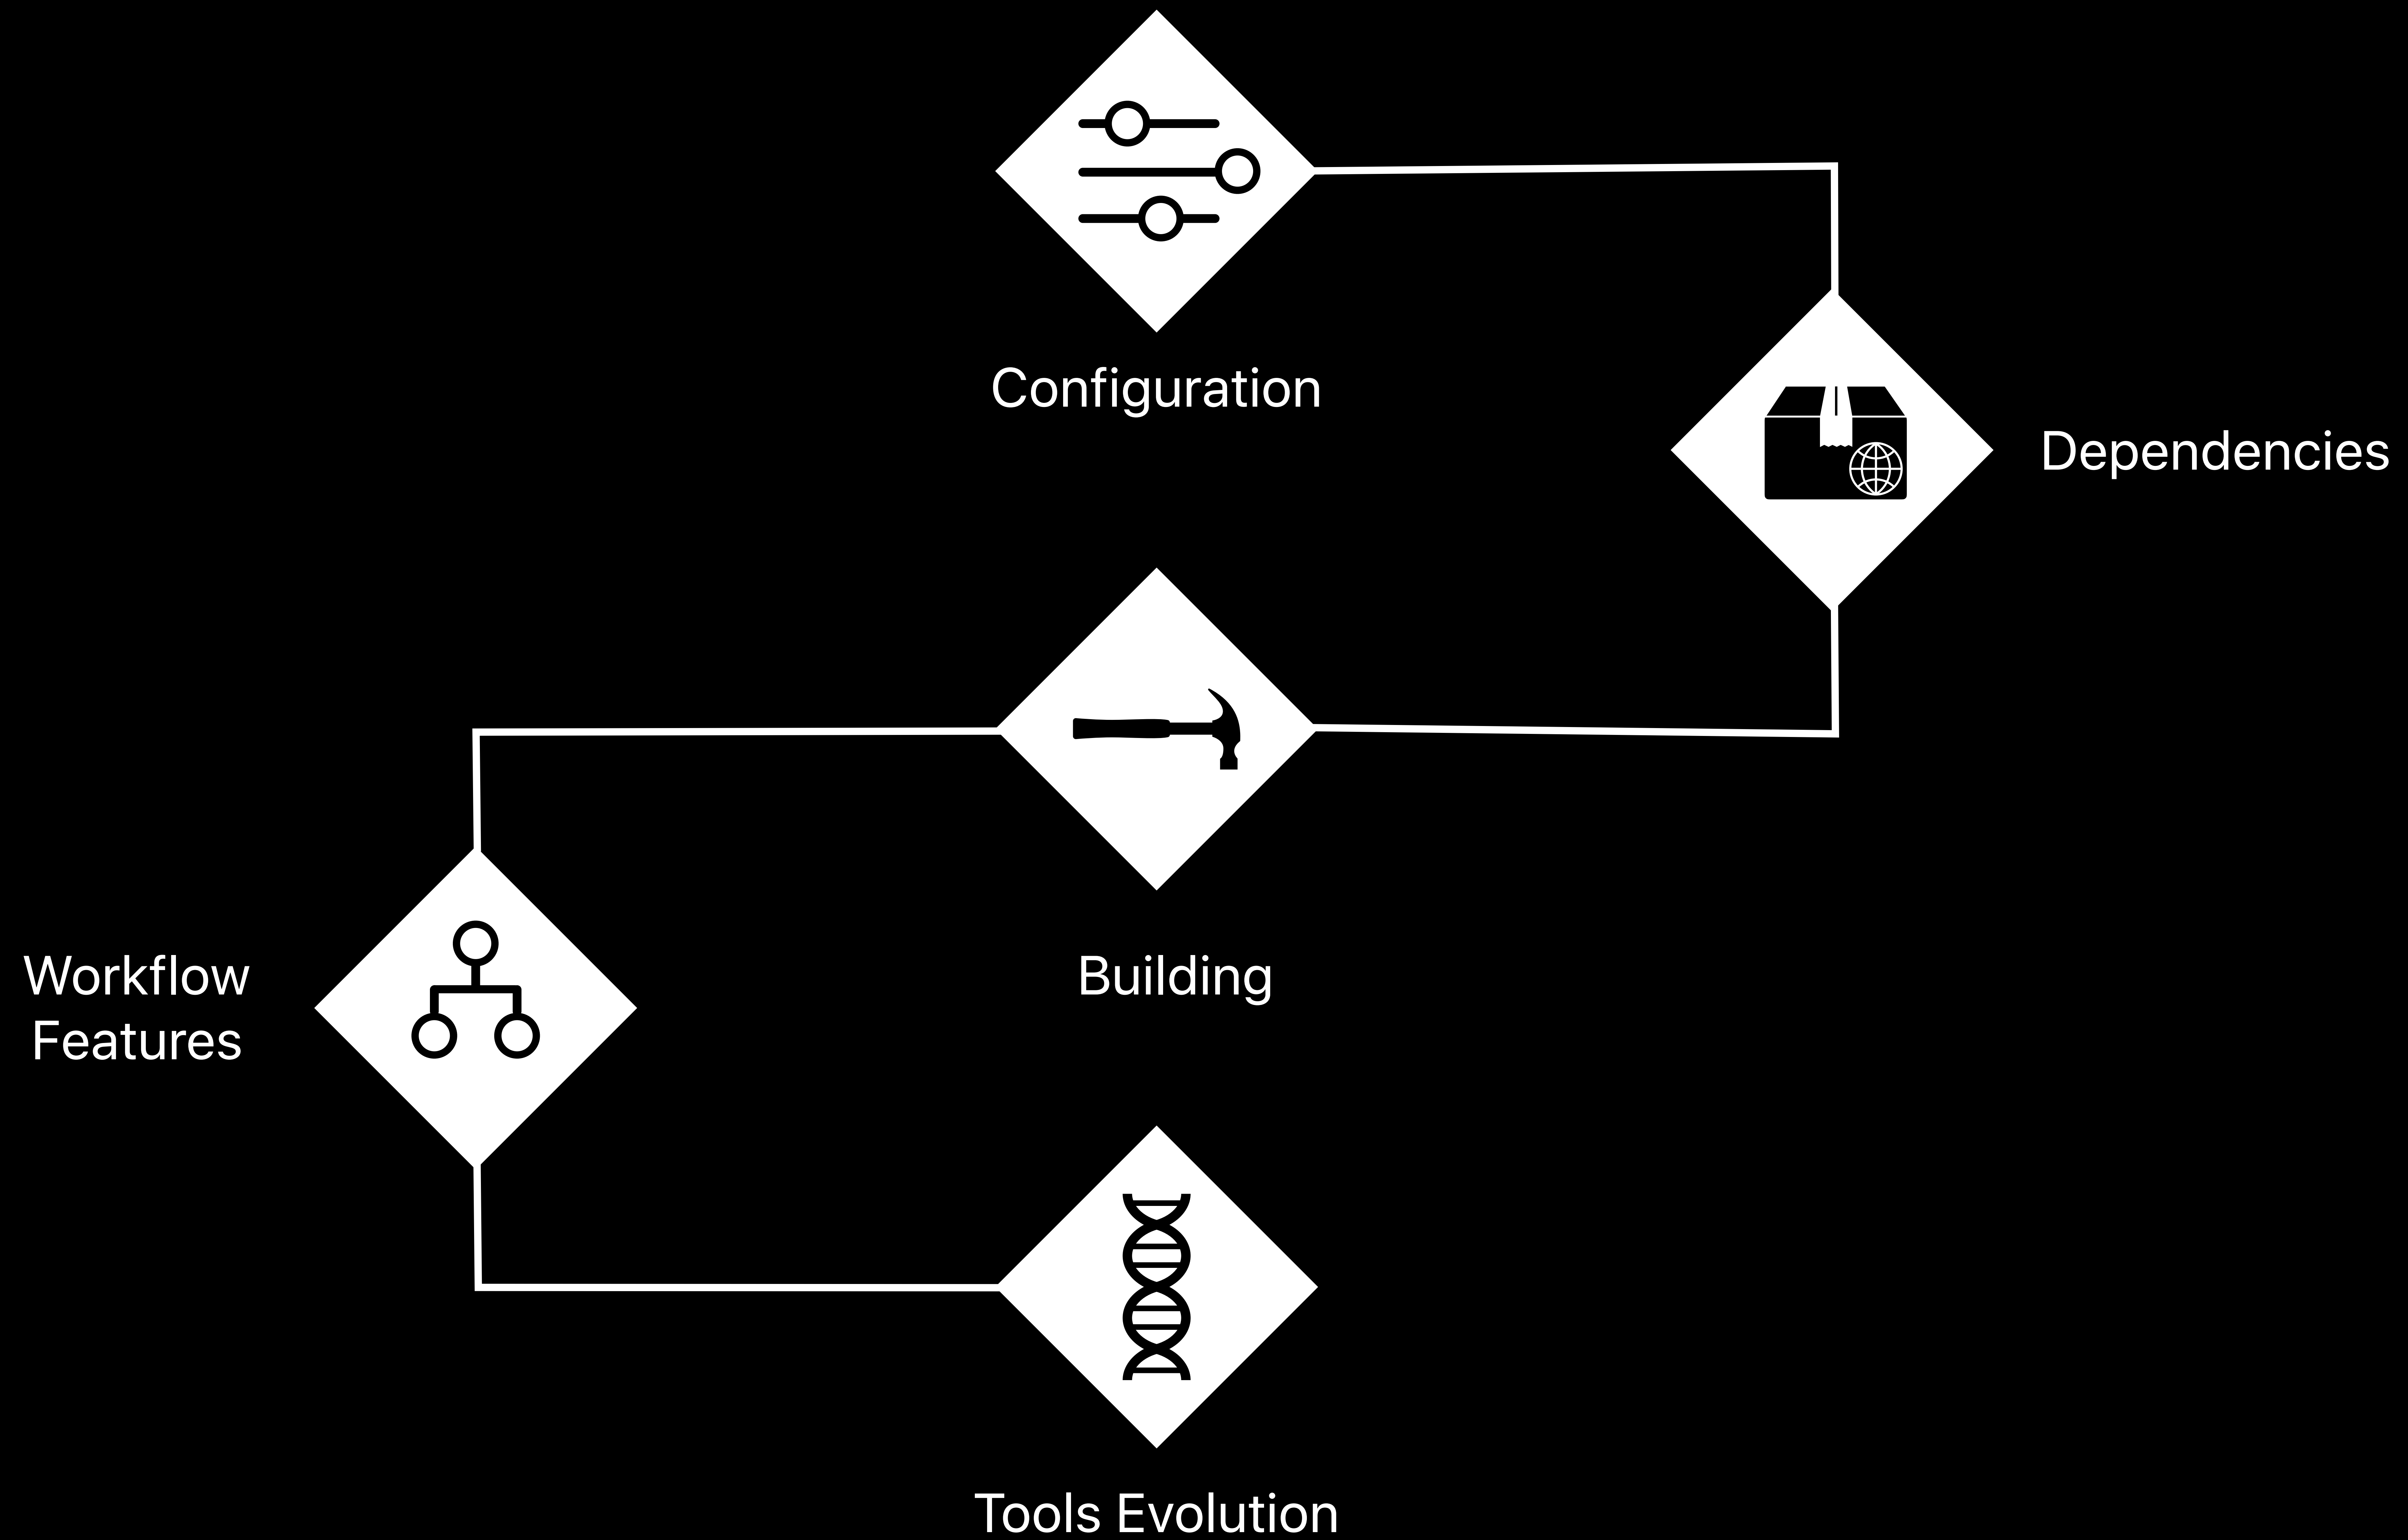 Configuration
Dependencies
Building
Workflow
Features
Tools Evolution